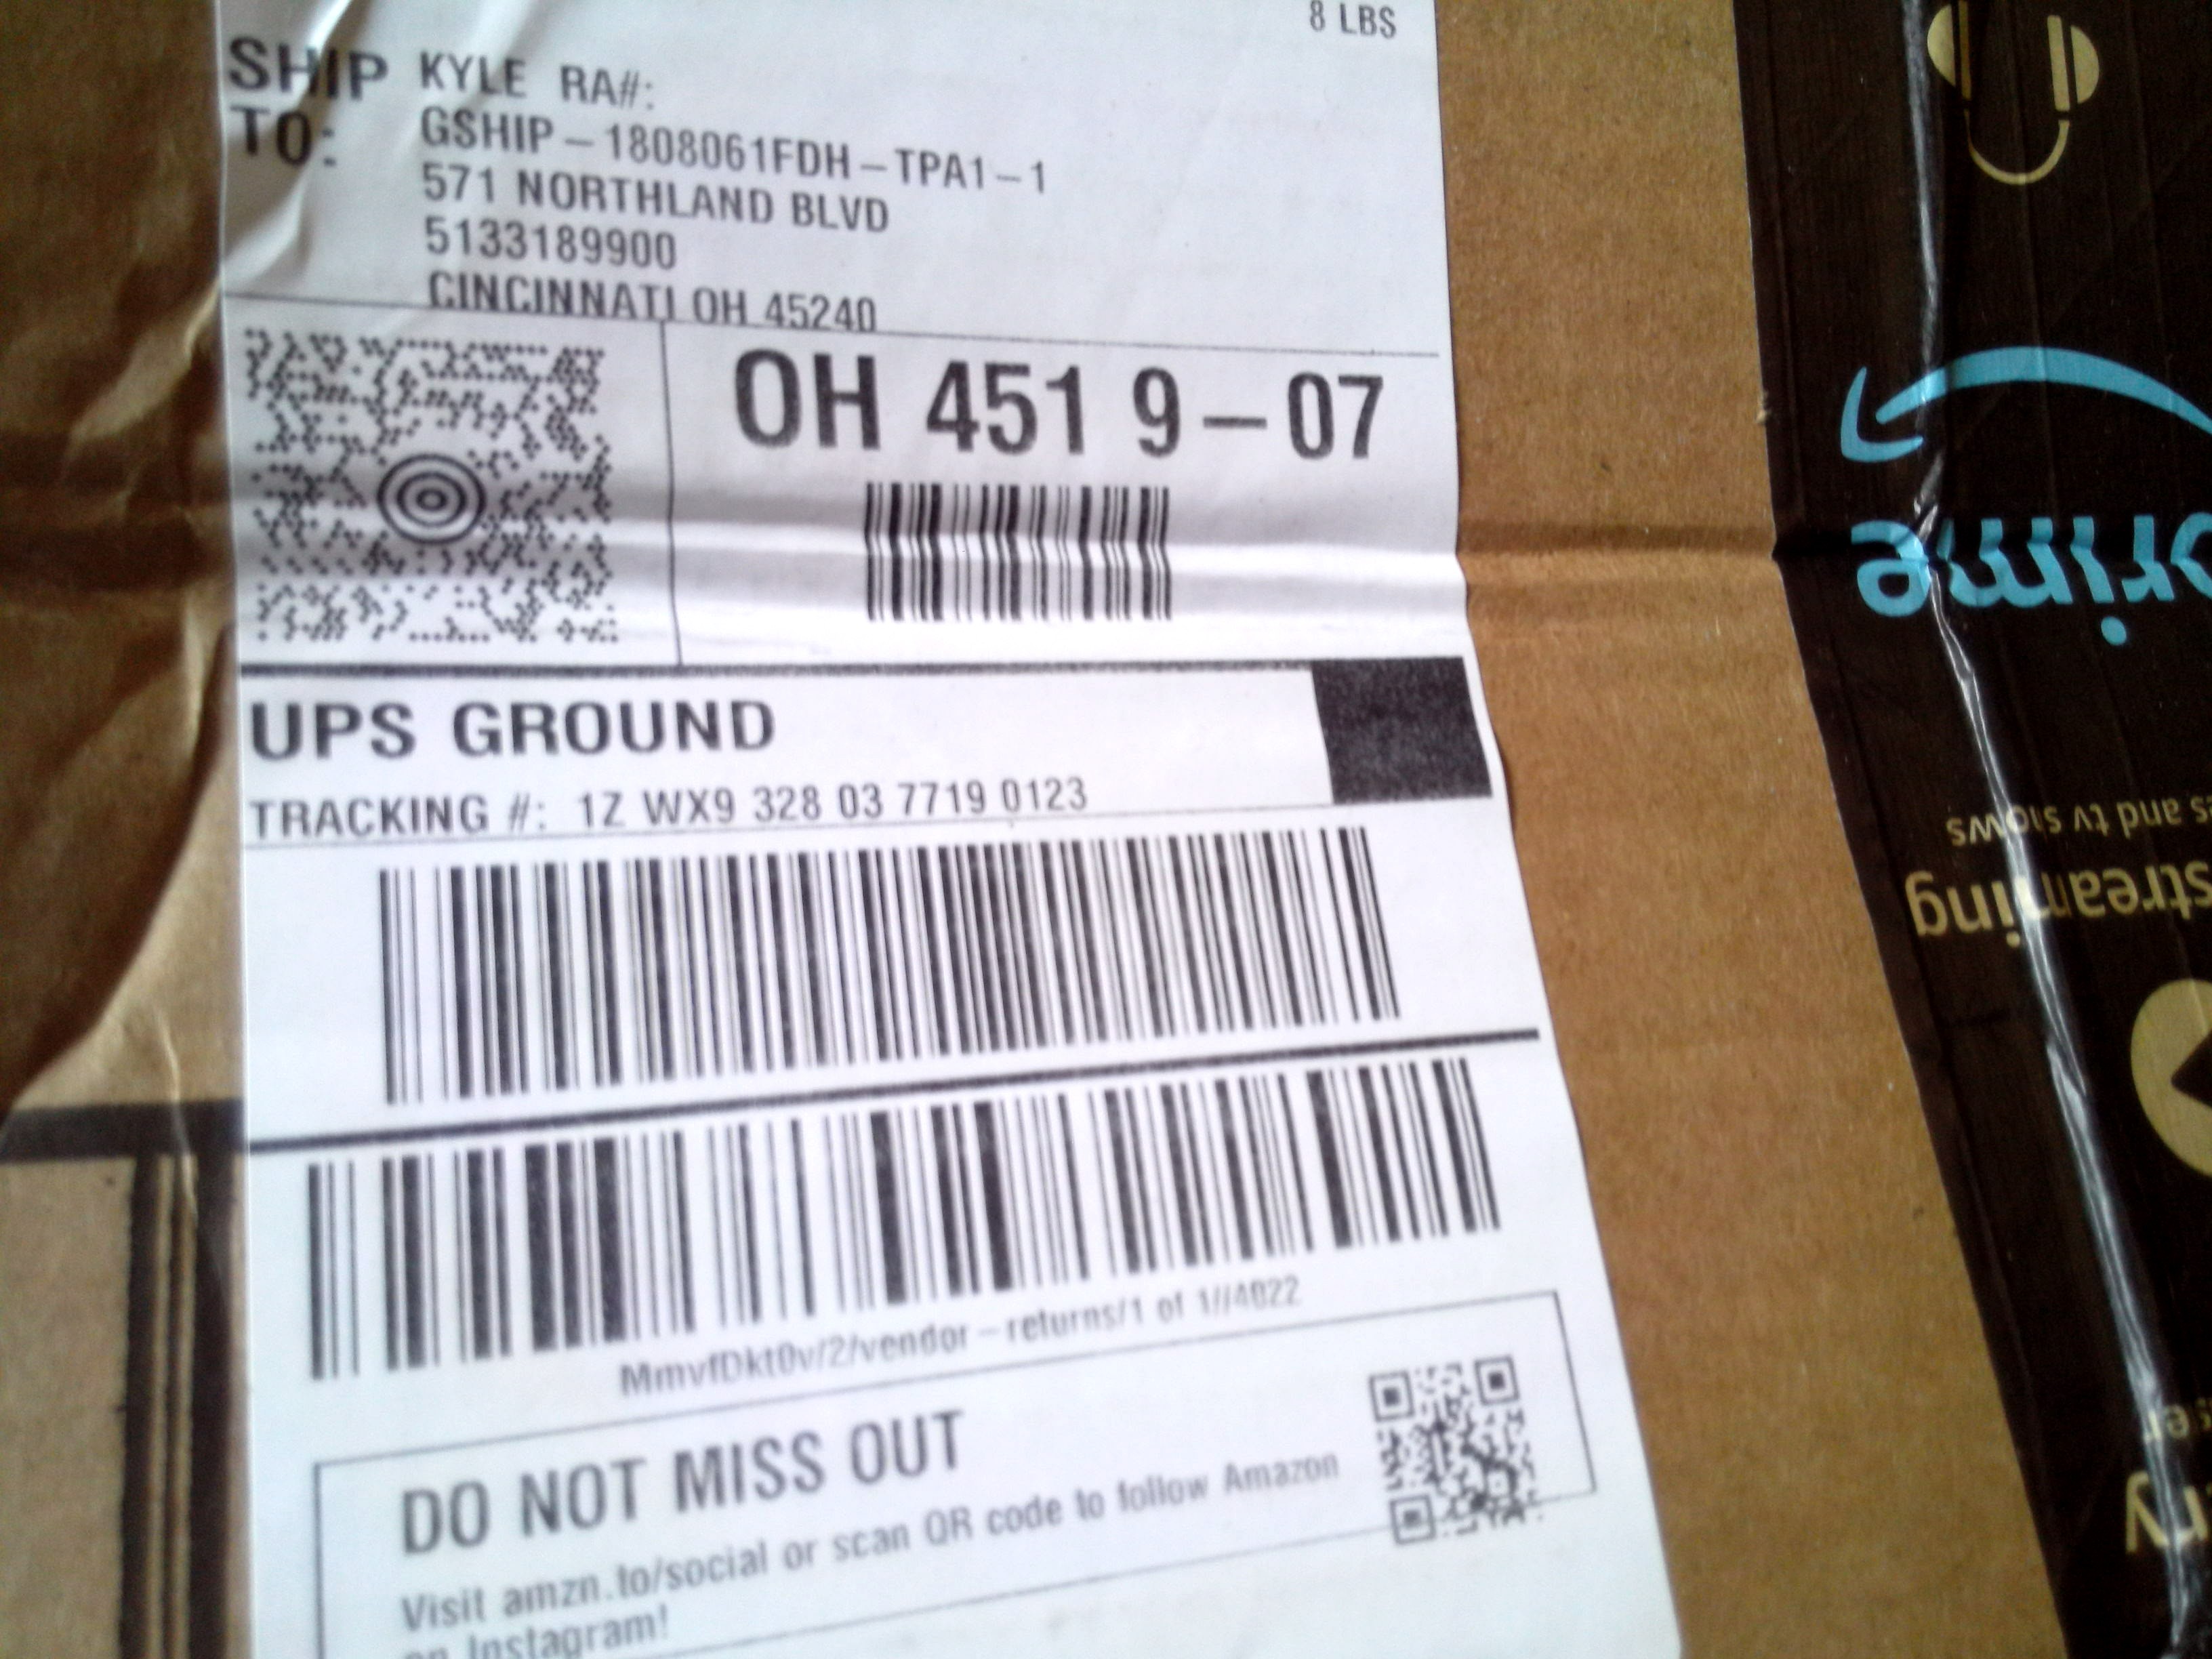 8 LBS
SHIP TO:
KYLE RA#:
GSHIP-1808061FDH-TPA1-1
571 NORTHLAND BLVD
5133189900
CINCINNATI OH 45240
OH 451 9-07
UPS GROUND
TRACKING #: 1Z WX9 328 03 7719 0123
MmvfDkt0v/2/vendor-returns/1 of 1//4022
DO NOT MISS OUT
Visit amzn.to/social or scan QR code to follow Amazon
on Instagram!
prime
streaming
and tv shows